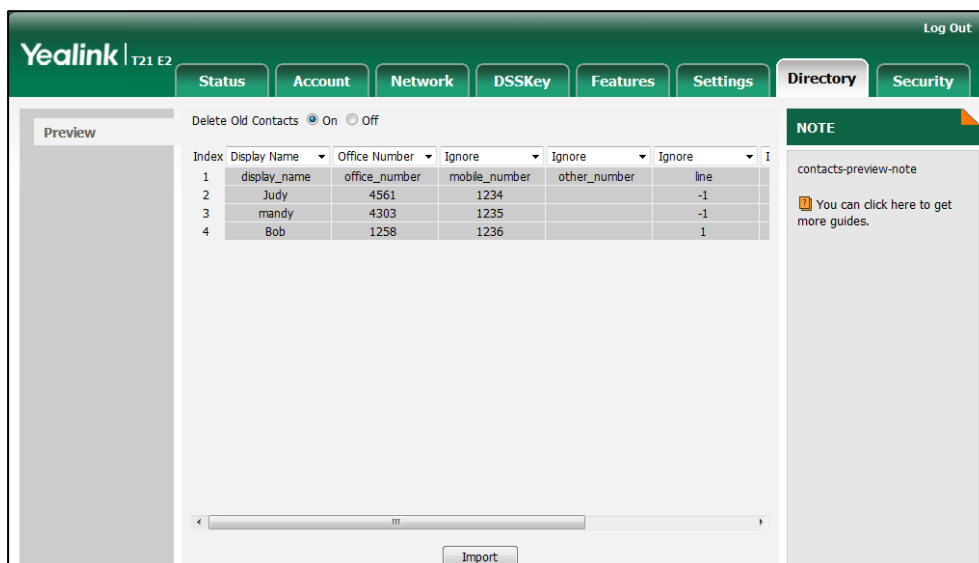 Log Out
Yealink | T21 E2
Status Account Network DSSKey Features Settings Directory Security
Preview
Delete Old Contacts On Off
Index Display Name Office Number Ignore Ignore Ignore I
1 display_name office_number mobile_number other_number line
2 Judy 4561 1234 -1
3 mandy 4303 1235 -1
4 Bob 1258 1236 1
Import
NOTE
contacts-preview-note
You can click here to get
more guides.